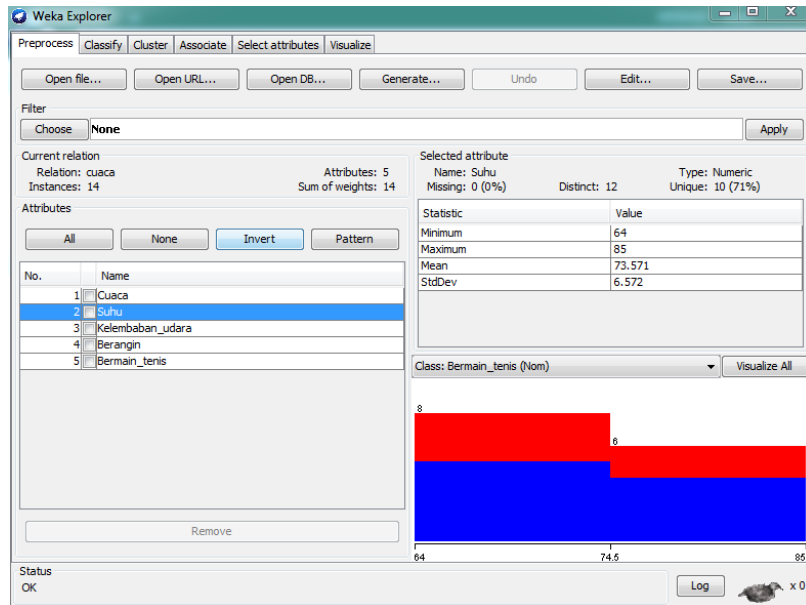 Weka Explorer
Preprocess Classify Cluster Associate Select attributes Visualize
Open file... Open URL... Open DB... Generate... Undo Edit... Save...
Filter
Choose None Apply
Current relation
Relation: cuaca Attributes: 5
Instances: 14 Sum of weights: 14
Attributes
All None Invert Pattern
No. Name
1 Cuaca
2 Suhu
3 Kelembaban_udara
4 Berangin
5 Bermain_tenis
Remove
Selected attribute
Name: Suhu Type: Numeric
Missing: 0 (0%) Distinct: 12 Unique: 10 (71%)
Statistic Value
Minimum 64
Maximum 85
Mean 73.571
StdDev 6.572
Class: Bermain_tenis (Nom) Visualize All
8
6
64 74.5 85
Status
OK Log x 0